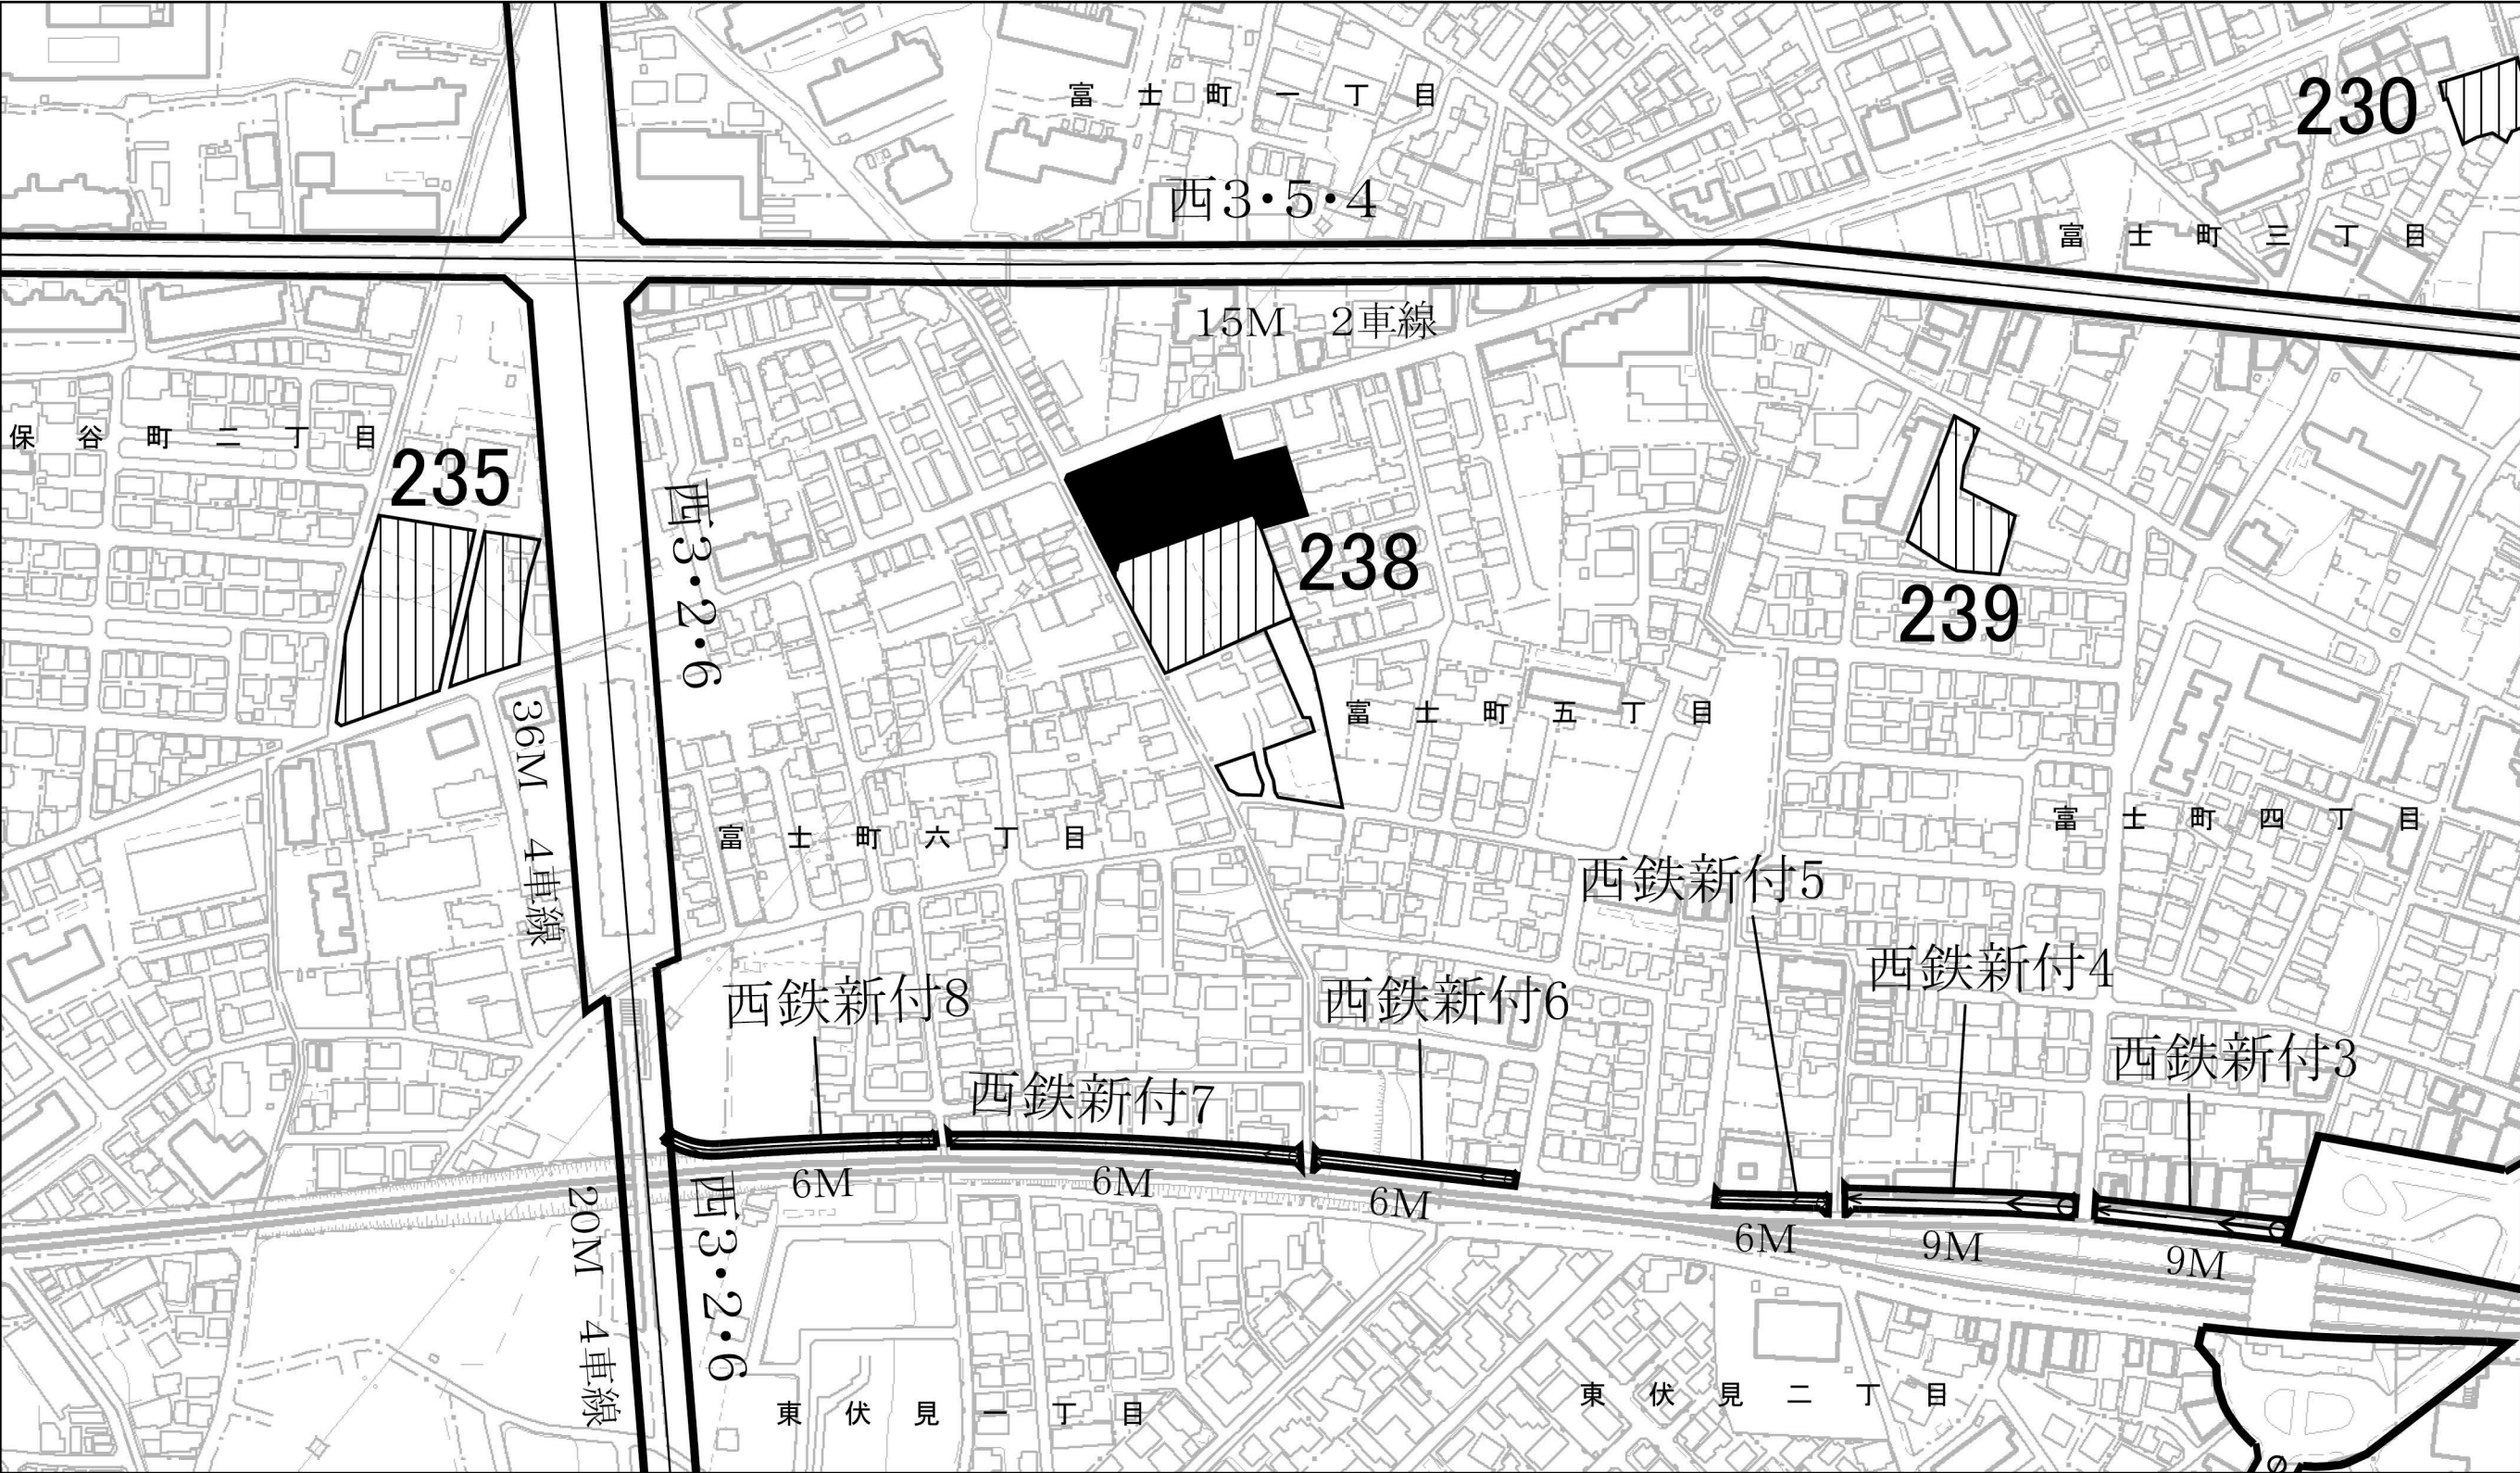 富士町一丁目
230
西3・5・4
富士町三丁目
15M 2車線
保谷町二丁目
235
西3・2・6
238
239
36M 4車線
富士町五丁目
富士町六丁目
富士町四丁目
西鉄新付5
西鉄新付4
西鉄新付8
西鉄新付6
西鉄新付3
西鉄新付7
6M
6M
6M
6M
9M
9M
20M 4車線
西3・2・6
東伏見一丁目
東伏見二丁目
の